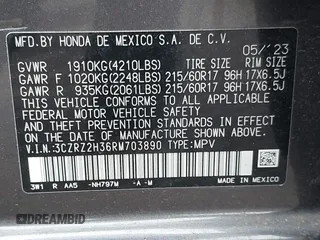 MFD.BY HONDA DE MEXICO S.A. DE C.V.
05/'23
GVWR 1910KG(4210LBS) TIRE SIZE RIM SIZE
GAWR F 1020KG(2248LBS) 215/60R17 96H 17X6.5J
GAWR R 935KG(2061LBS) 215/60R17 96H 17X6.5J
THIS VEHICLE CONFORMS TO ALL APPLICABLE
FEDERAL MOTOR VEHICLE SAFETY AND
THEFT PREVENTION STANDARDS IN EFFECT ON
THE DATE OF MANUFACTURE SHOWN ABOVE.
V.I.N.3CZRZ2H36RM703890 TYPE:MPV
3W1 R AA5 -NH797M -A -M MADE IN MEXICO
DREAMBID